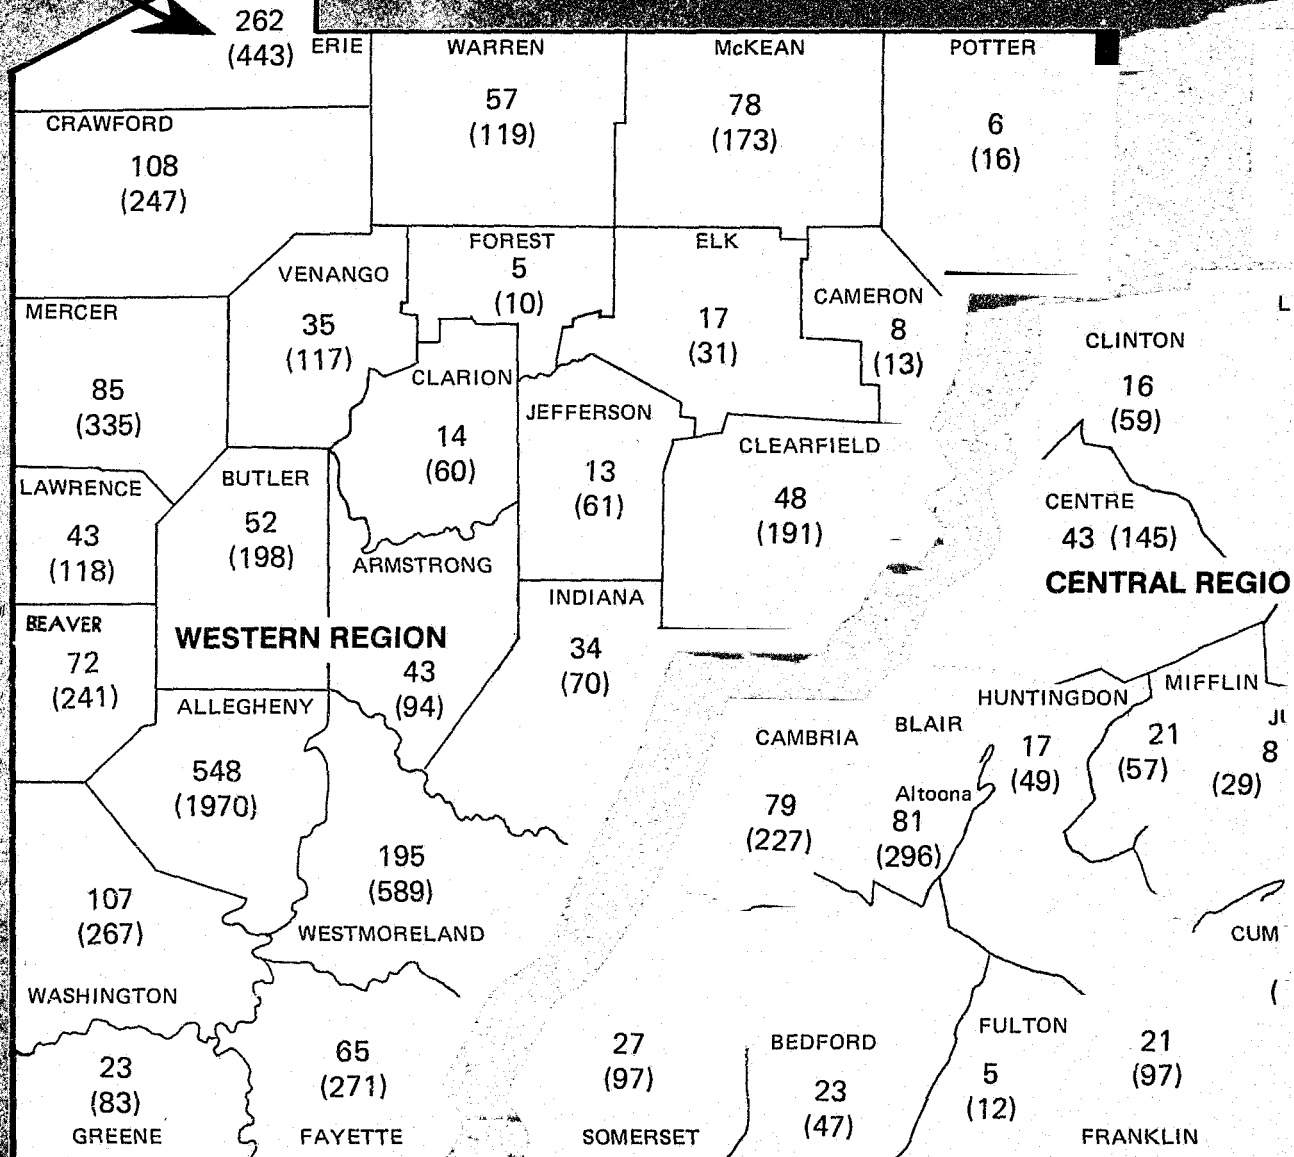 262
(443) ERIE
WARREN
57
(119)
McKEAN
78
(173)
POTTER
6
(16)
CRAWFORD
108
(247)
VENANGO
35
(117)
FOREST
5
(10)
ELK
17
(31)
CAMERON
8
(13)
MERCER
85
(335)
CLARION
14
(60)
JEFFERSON
13
(61)
CLEARFIELD
48
(191)
CLINTON
16
(59)
L
LAWRENCE
43
(118)
BUTLER
52
(198)
ARMSTRONG
43
(94)
CENTRE
43 (145)
CENTRAL REGIO
INDIANA
34
(70)
WESTERN REGION
BEAVER
72
(241)
ALLEGHENY
548
(1970)
CAMBRIA
79
(227)
BLAIR
Altoona
81
(296)
HUNTINGDON
17
(49)
MIFFLIN
21
(57)
JU
8
(29)
107
(267)
WASHINGTON
195
(589)
WESTMORELAND
CUM
(
23
(83)
GREENE
65
(271)
FAYETTE
27
(97)
SOMERSET
BEDFORD
23
(47)
FULTON
5
(12)
21
(97)
FRANKLIN